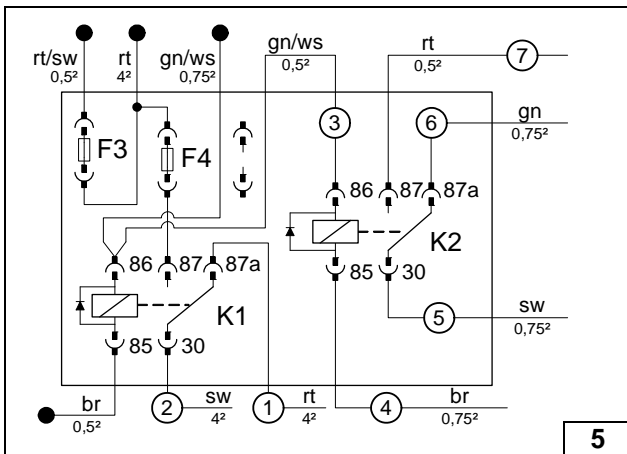 rt/sw rt gn/ws gn/ws rt 7
0,5² 4² 0,75² 0,5² 0,5²
gn
3 6
0,75²
F3 F4
86 87 87a
K2
86 87 87a
85 30
sw
5
0,75²
K1
85 30
br 2 sw 1 rt 4 br
0,5² 4² 4² 0,75²
5